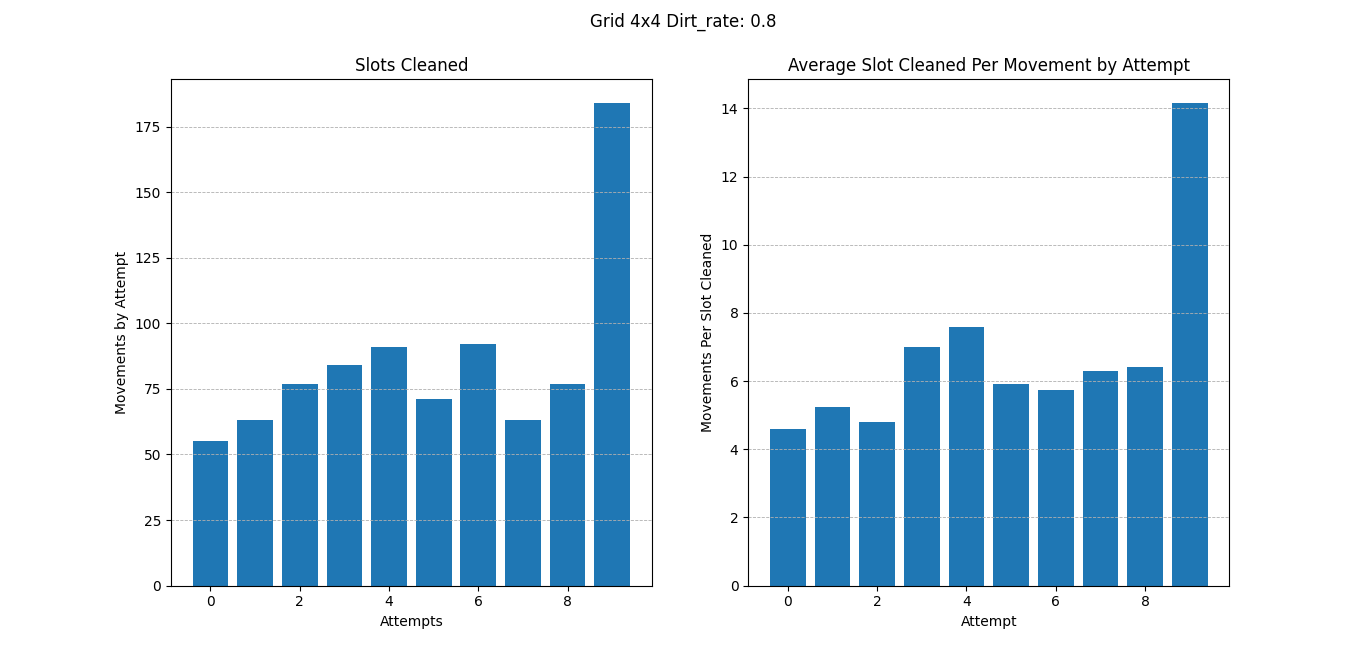 Grid 4x4 Dirt_rate: 0.8
Slots Cleaned
Movements by Attempt
175
150
125
100
75
50
25
0
0 2 4 6 8
Attempts
Average Slot Cleaned Per Movement by Attempt
Movements Per Slot Cleaned
14
12
10
8
6
4
2
0
0 2 4 6 8
Attempt